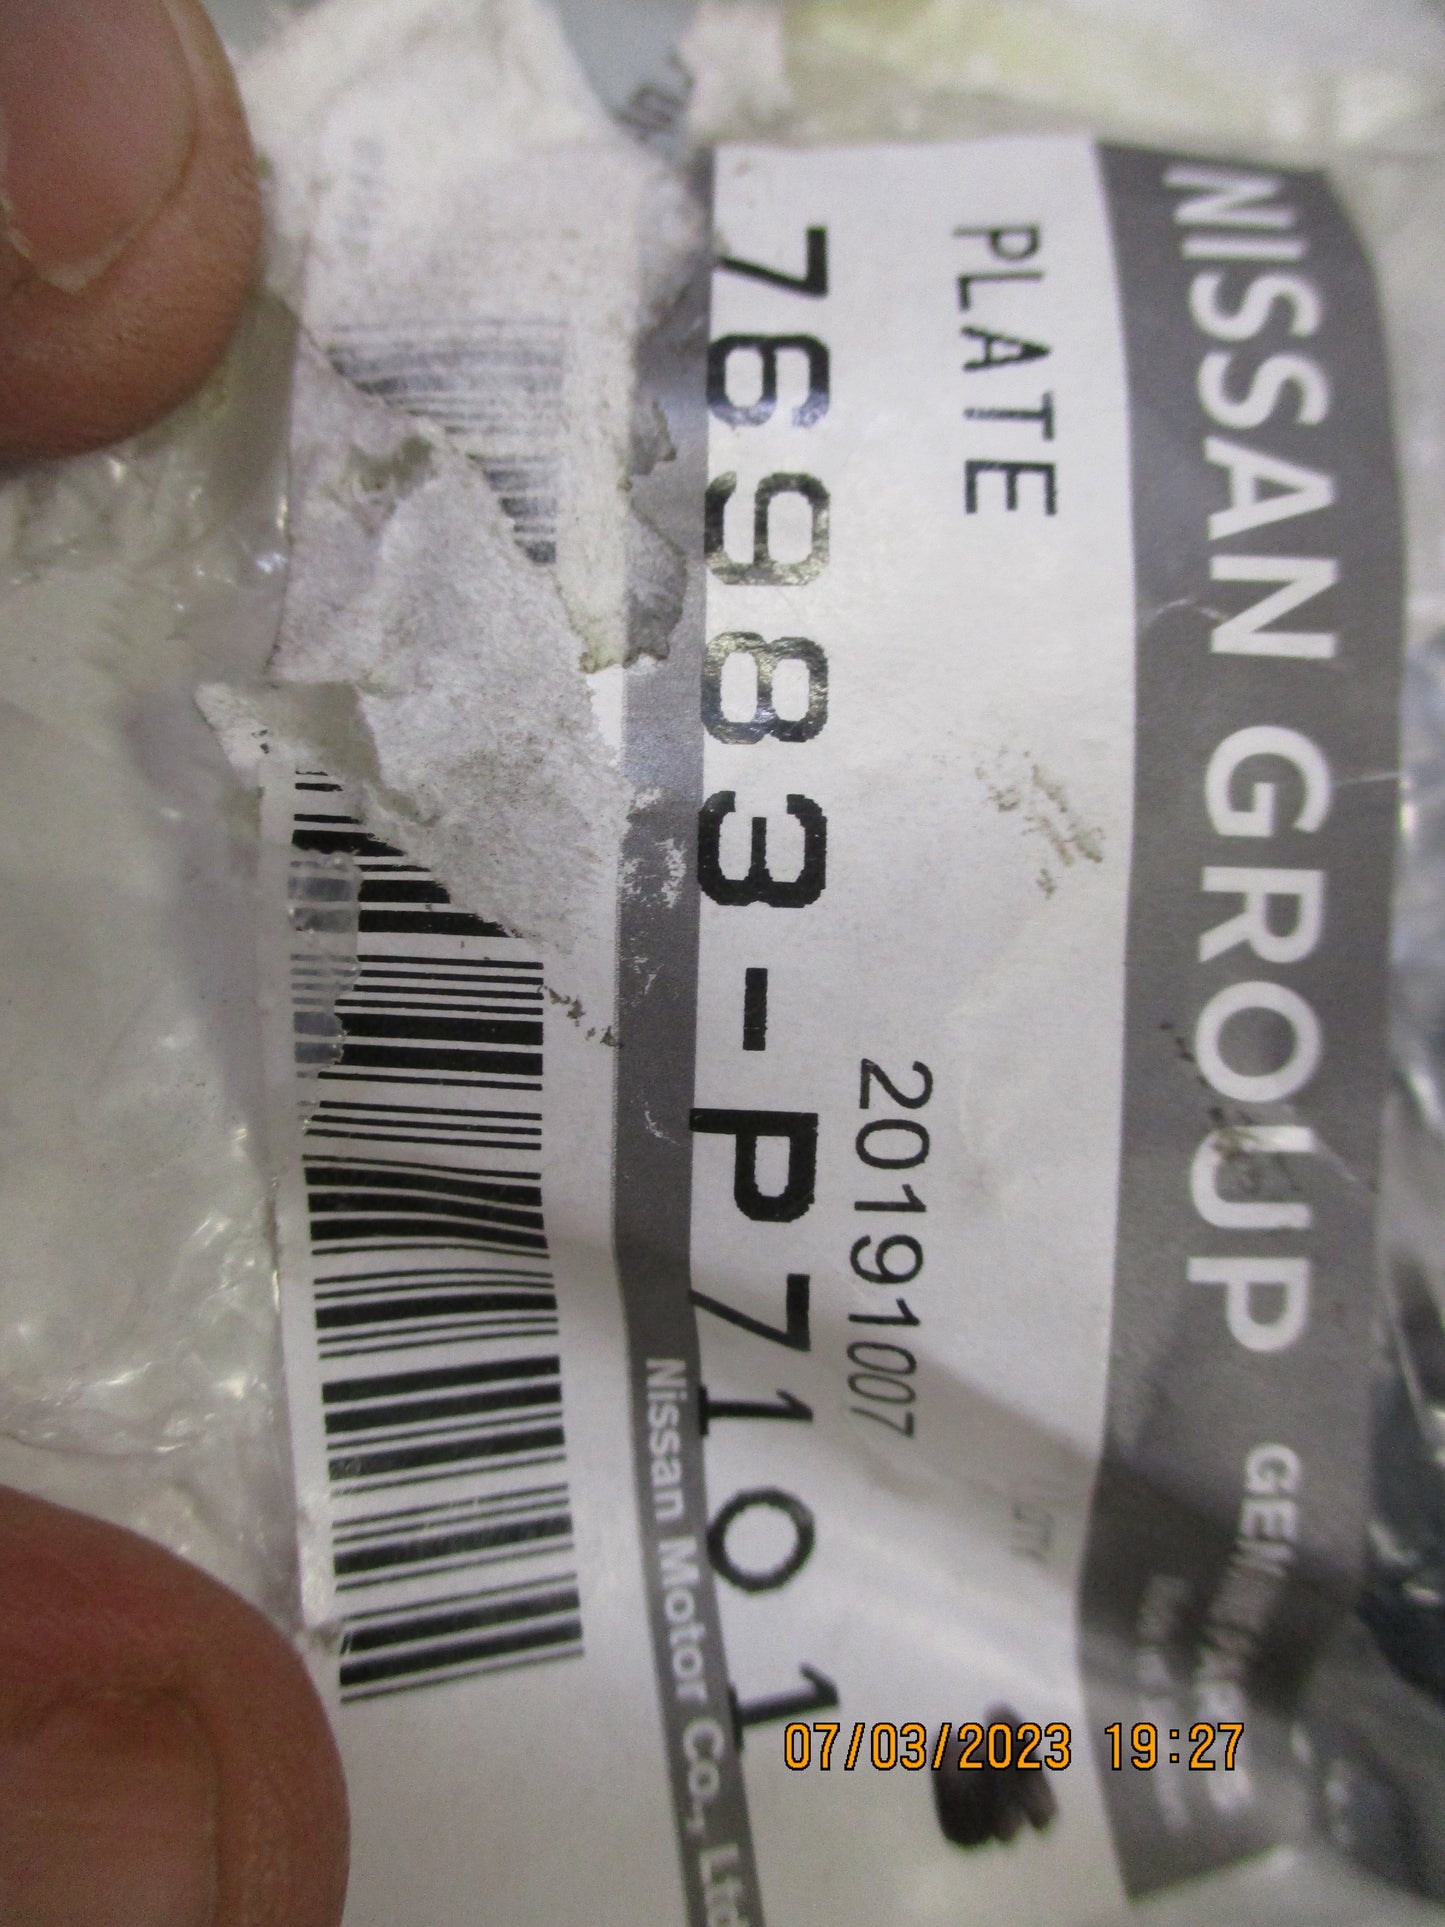 NISSAN GROUP
PLATE
20191007
76983-P7101
Nissan Motor Co., Ltd
07/03/2023 19:27